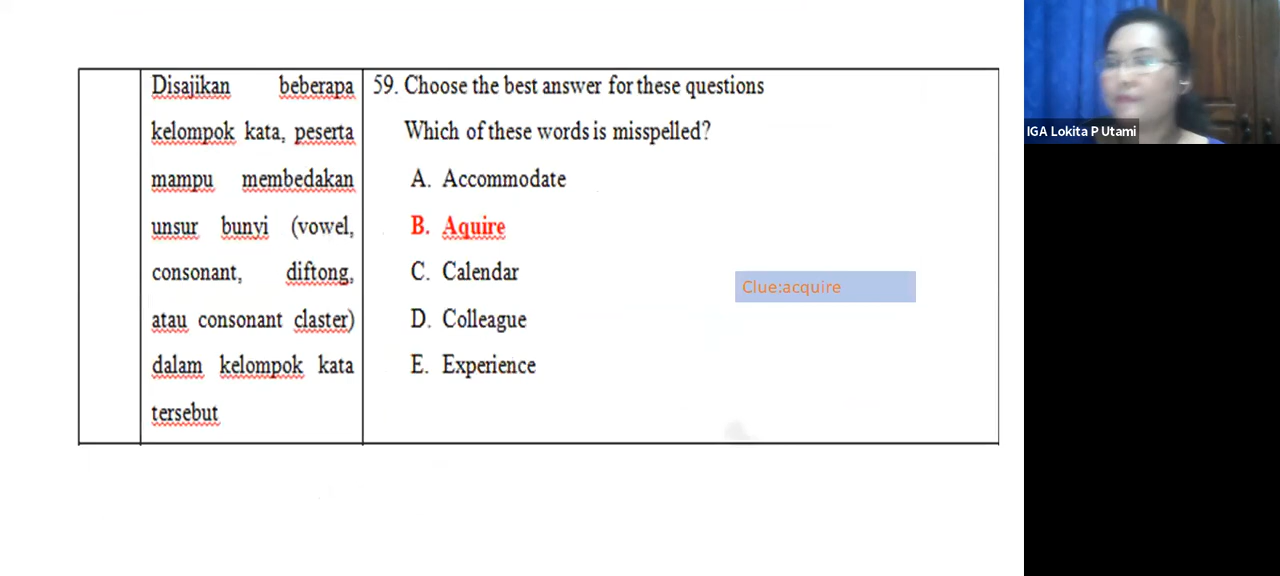 Disajikan beberapa
kelompok kata, peserta
mampu membedakan
unsur bunyi (vowel,
consonant, diftong,
atau consonant claster)
dalam kelompok kata
tersebut
59. Choose the best answer for these questions
Which of these words is misspelled?
A. Accommodate
B. Aquire
C. Calendar
D. Colleague
E. Experience
Clue:acquire
IGA Lokita P Utami